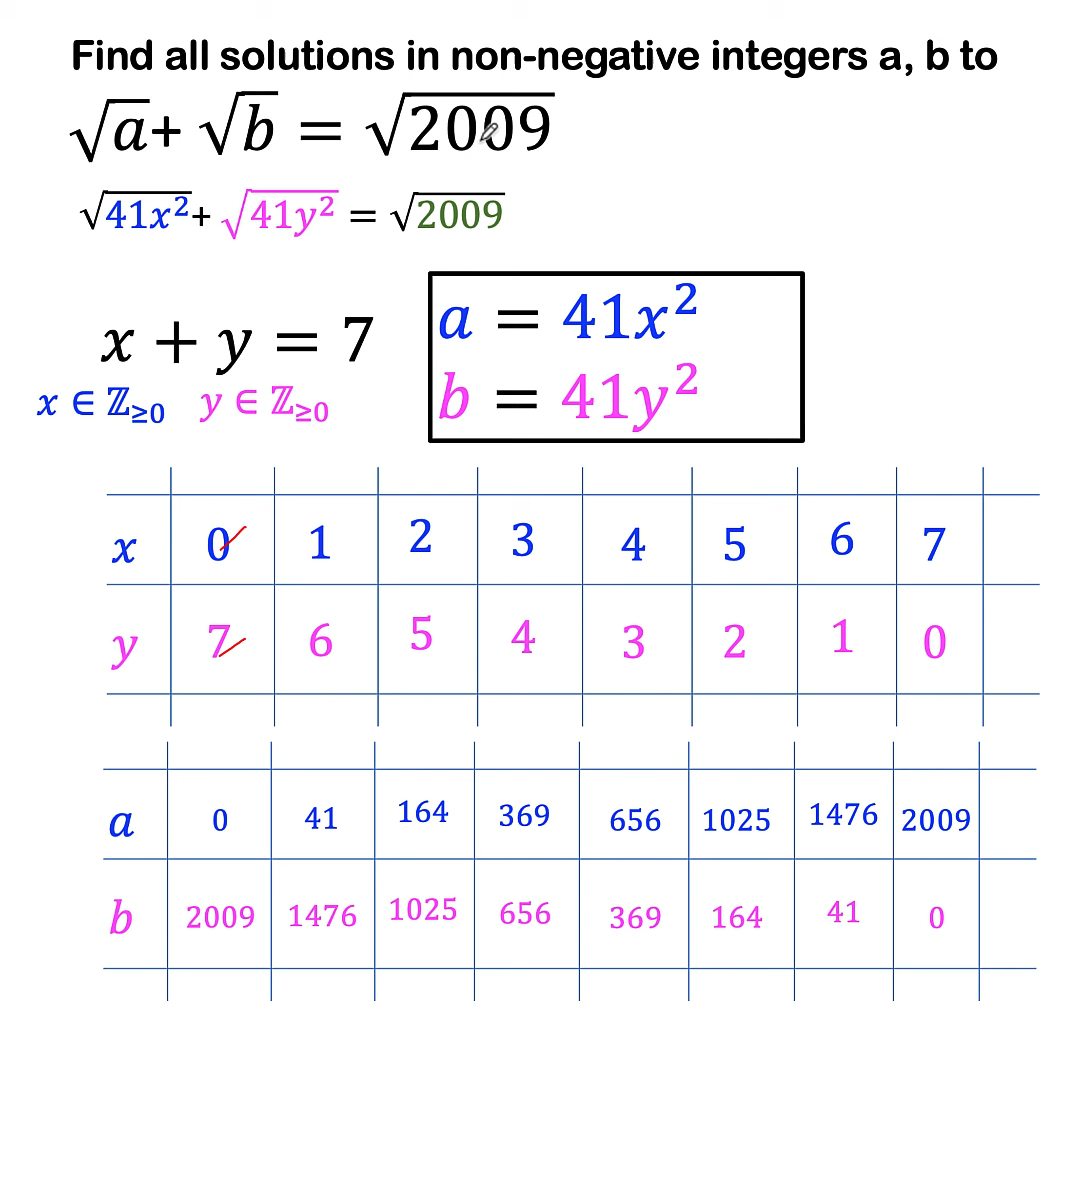 Find all solutions in non-negative integers a, b to
√a+ √b = √2009
√41x²+ √41y² = √2009
x + y = 7
x ∈ ℤ≥0 y ∈ ℤ≥0
a = 41x²
b = 41y²
x 0 1 2 3 4 5 6 7
y 7 6 5 4 3 2 1 0
a 0 41 164 369 656 1025 1476 2009
b 2009 1476 1025 656 369 164 41 0